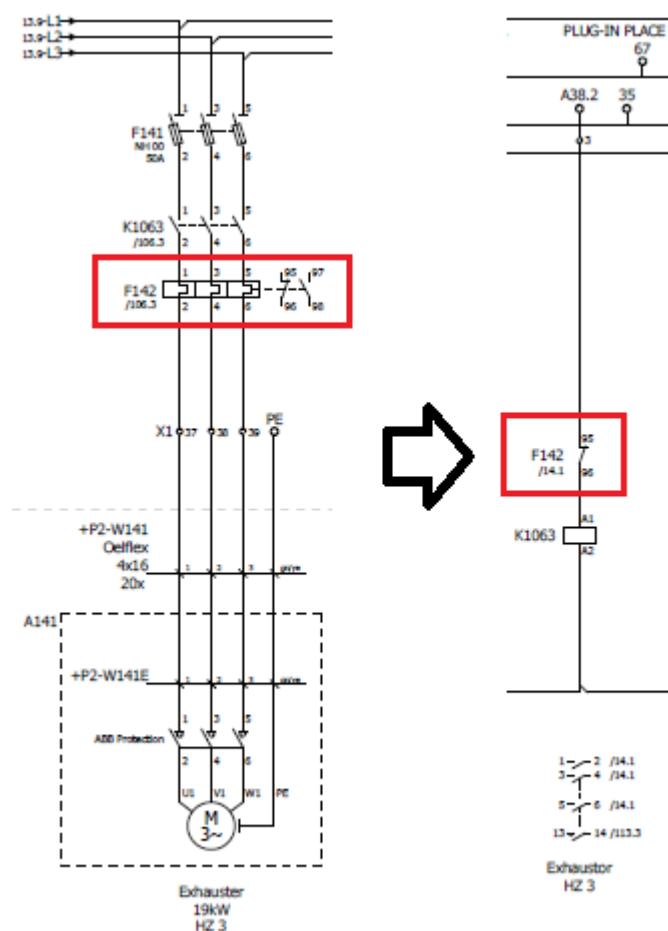 13.9-L1
13.9-L2
13.9-L3
1 3 5
F141
NH 00
50A
2 4 6
1 3 5
K1063
/106.3
2 4 6
1 3 5 95 97
F142
/106.3
2 4 6 96 98
X1 37 38 39 PE
+P2-W141
Oelflex
4x16
20x
1 2 3 gn/ye
A141
+P2-W141E
1 2 3 gn/ye
1 3 5
ABB Protection
2 4 6
U1 V1 W1 PE
M
3~
Exhauster
19kW
HZ 3
PLUG-IN PLACE
67
A38.2 35
3
95
F142
/14.1
96
A1
K1063
A2
1 2 /14.1
3 4 /14.1
5 6 /14.1
13 14 /113.3
Exhaustor
HZ 3